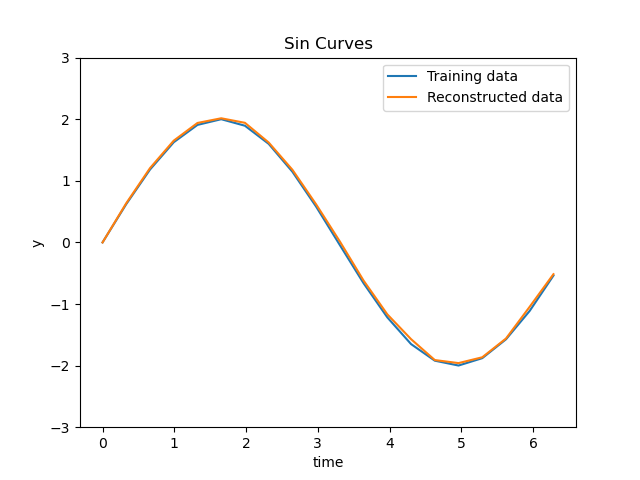 Sin Curves
Training data
Reconstructed data
3
2
1
0
−1
−2
−3
y
0 1 2 3 4 5 6
time